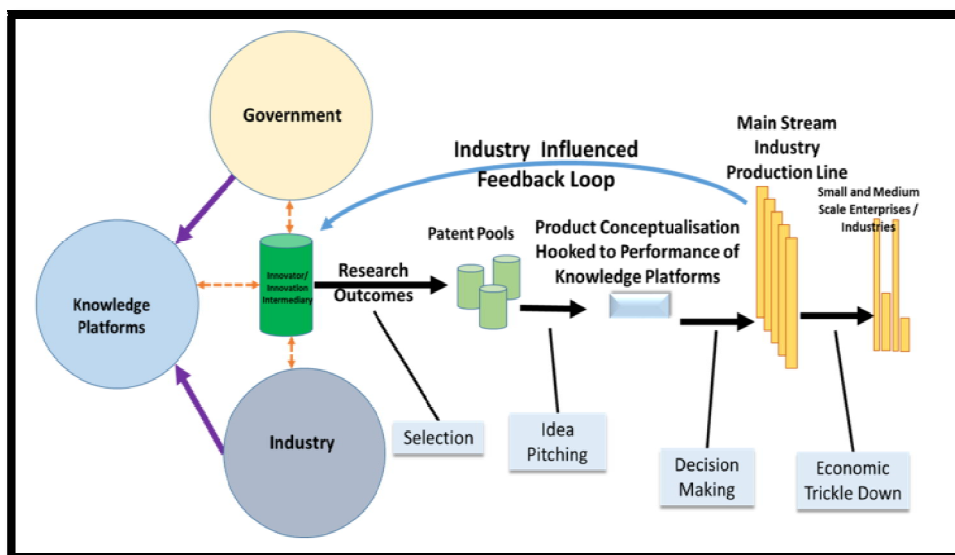 Government
Knowledge
Platforms
Industry
Innovator/
Innovation
Intermediary
Research
Outcomes
Industry Influenced
Feedback Loop
Patent Pools
Product Conceptualisation
Hooked to Performance of
Knowledge Platforms
Main Stream
Industry
Production Line
Small and Medium
Scale Enterprises /
Industries
Selection
Idea
Pitching
Decision
Making
Economic
Trickle Down